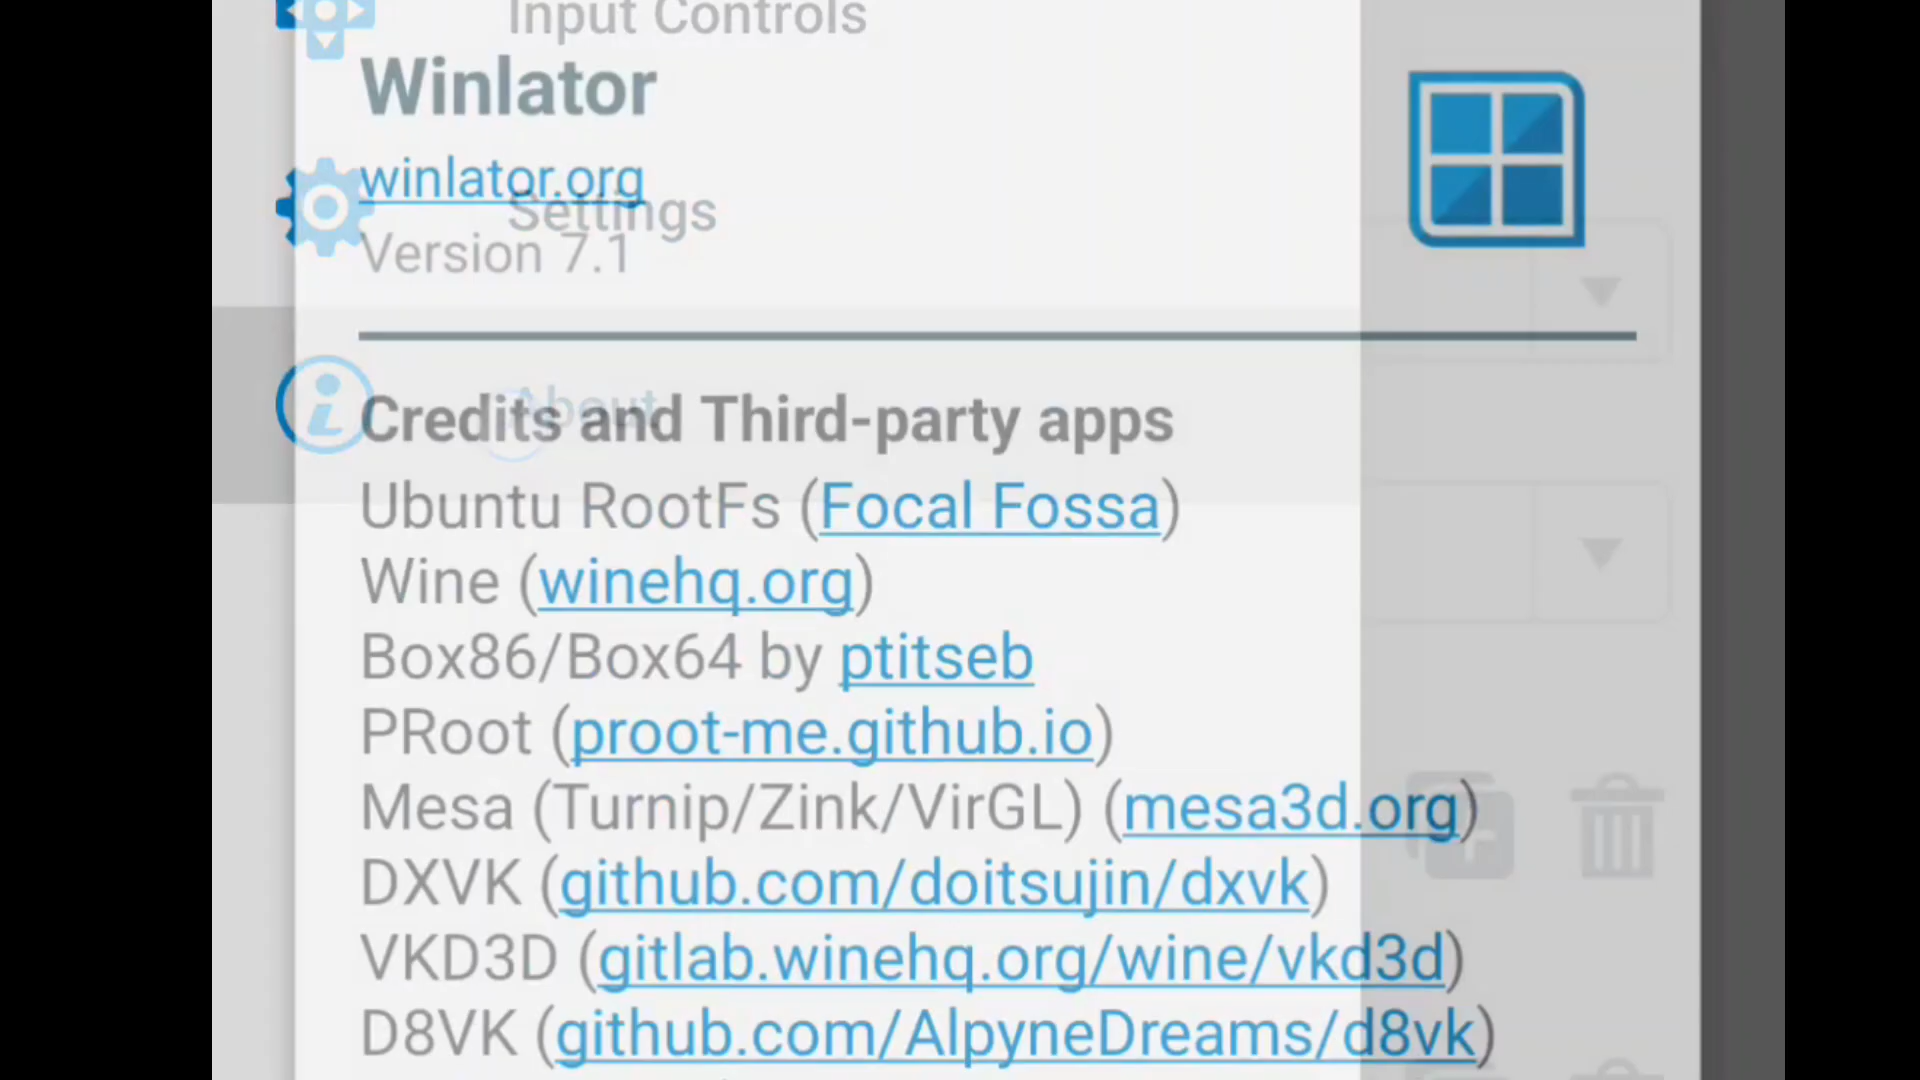 Input Controls
Winlator
winlator.org
Settings
Version 7.1
About
Credits and Third-party apps
Ubuntu RootFs (Focal Fossa)
Wine (winehq.org)
Box86/Box64 by ptitseb
PRoot (proot-me.github.io)
Mesa (Turnip/Zink/VirGL) (mesa3d.org)
DXVK (github.com/doitsujin/dxvk)
VKD3D (gitlab.winehq.org/wine/vkd3d)
D8VK (github.com/AlpyneDreams/d8vk)